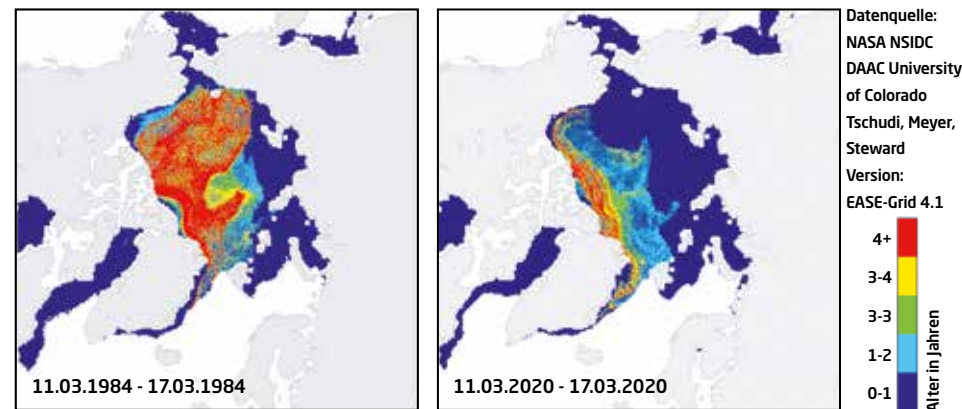 11.03.1984 - 17.03.1984
11.03.2020 - 17.03.2020
Datenquelle:
NASA NSIDC
DAAC University
of Colorado
Tschudi, Meyer,
Steward
Version:
EASE-Grid 4.1
4+
3-4
3-3
1-2
0-1
Alter in Jahren